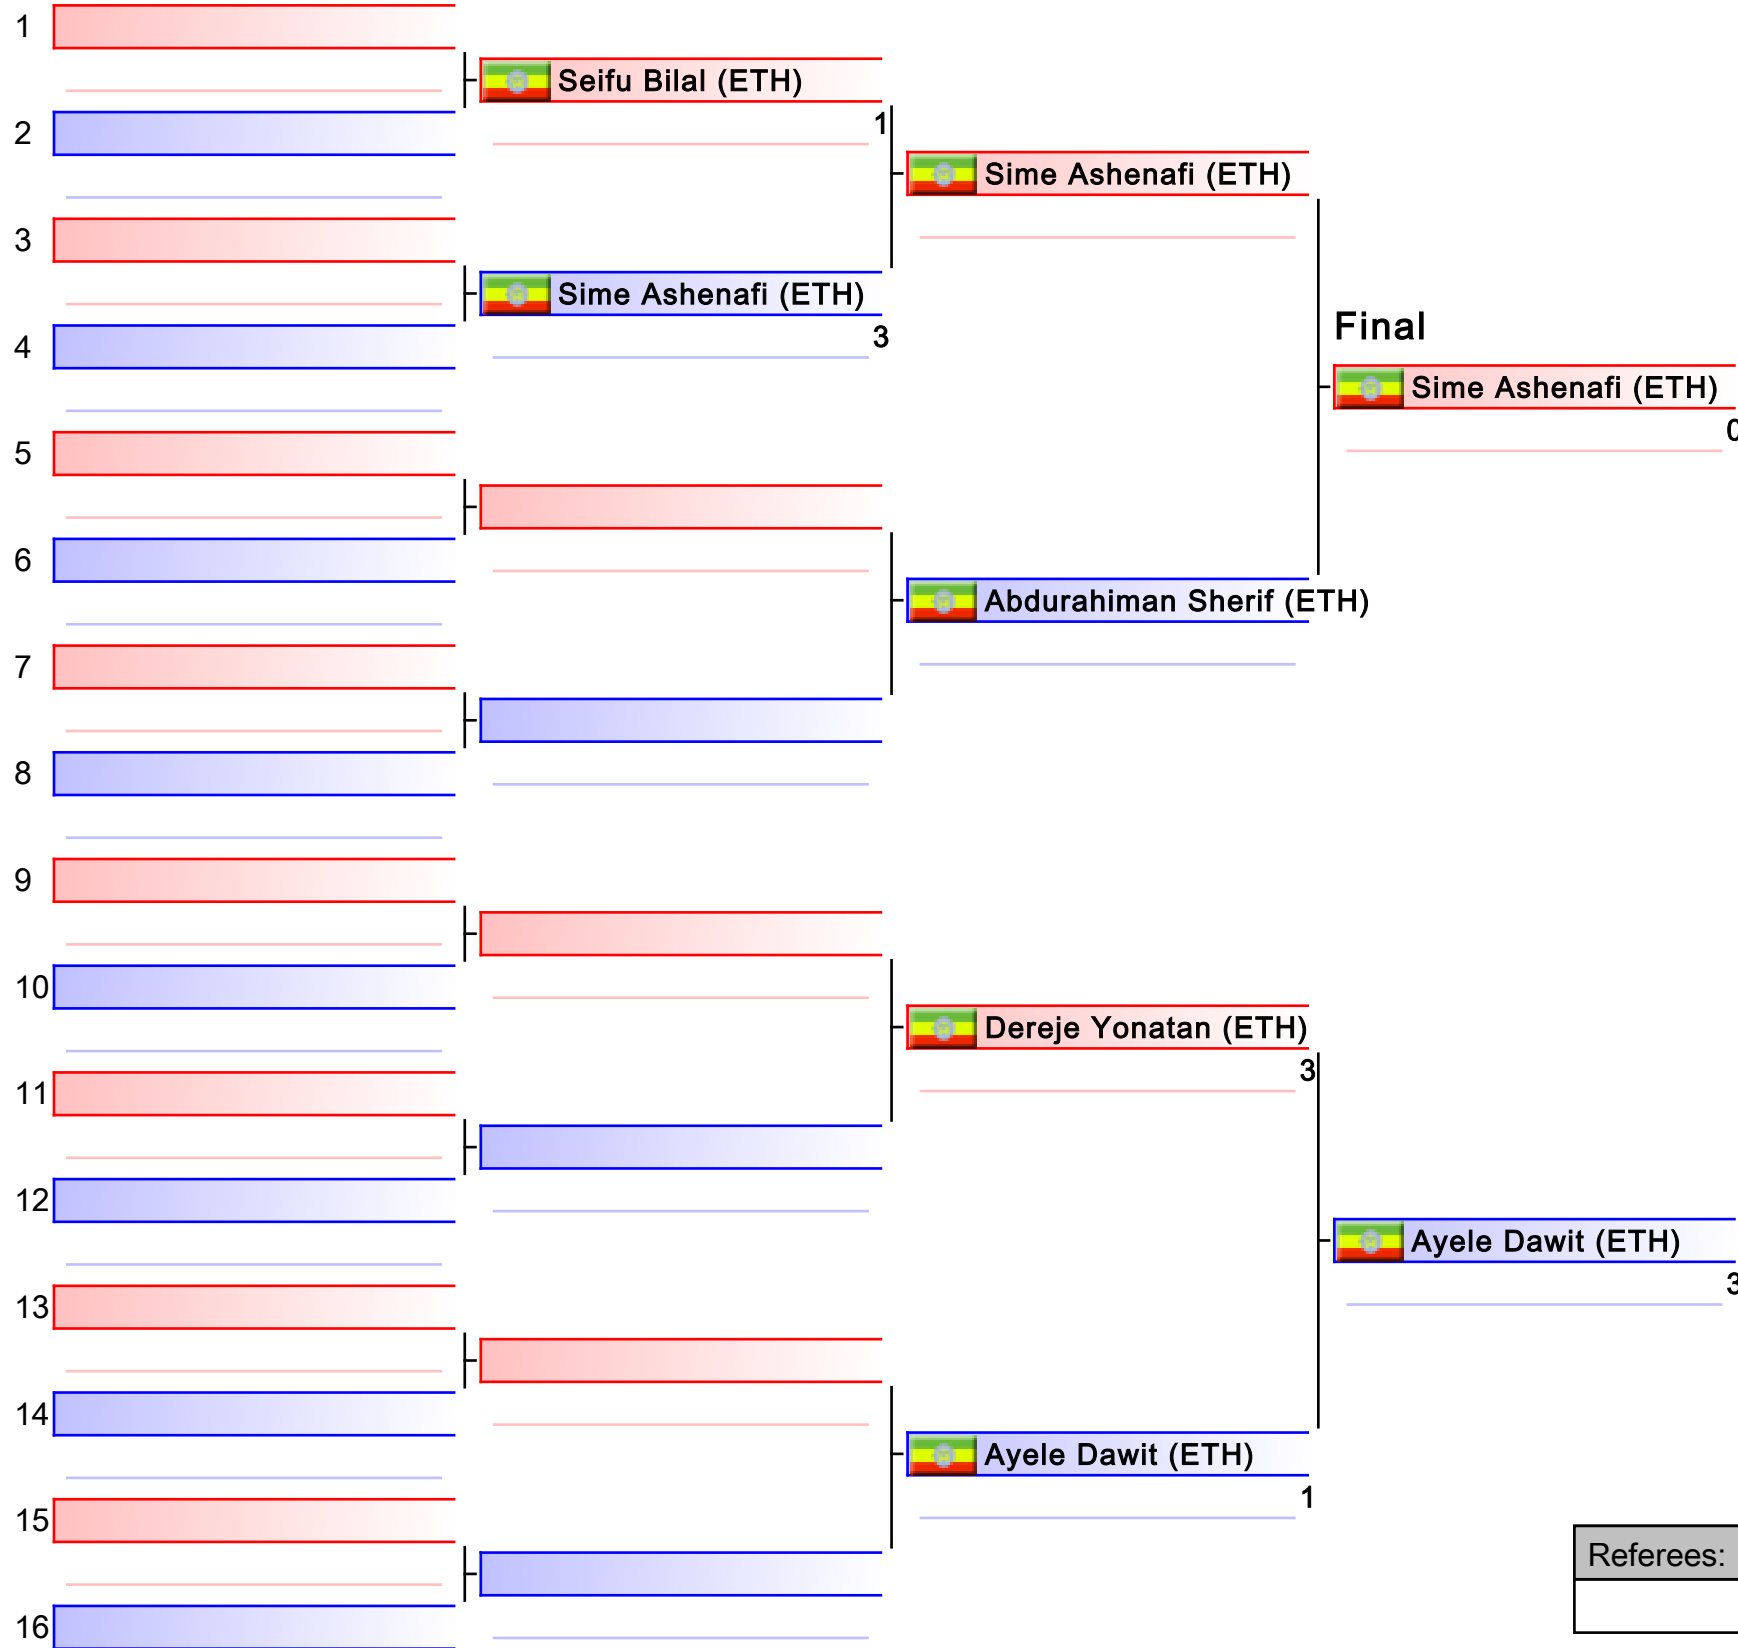 1
Seifu Bilal (ETH)
1
2
Sime Ashenafi (ETH)
3
Sime Ashenafi (ETH)
3
4
Final
Sime Ashenafi (ETH)
0
5
6
Abdurahiman Sherif (ETH)
7
8
9
10
Dereje Yonatan (ETH)
3
11
12
Ayele Dawit (ETH)
3
13
14
Ayele Dawit (ETH)
1
15
Referees:
16